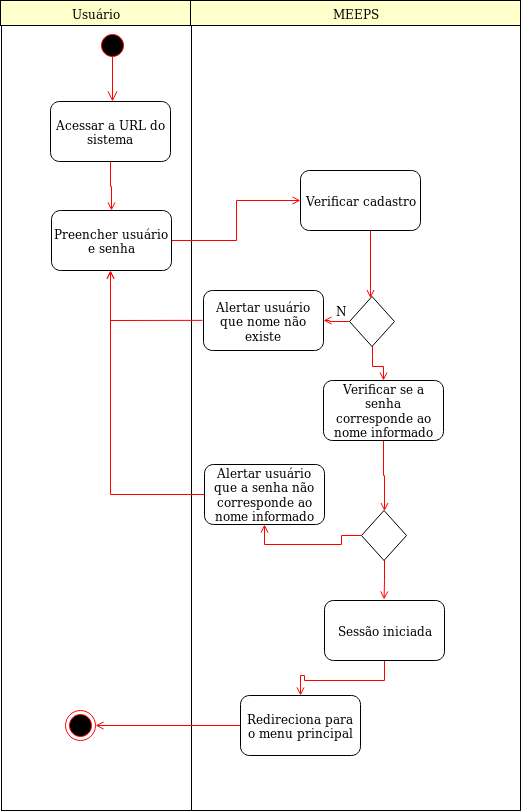 Usuário
MEEPS
Acessar a URL do
sistema
Verificar cadastro
Preencher usuário
e senha
Alertar usuário
que nome não
existe
N
Verificar se a
senha
corresponde ao
nome informado
Alertar usuário
que a senha não
corresponde ao
nome informado
Sessão iniciada
Redireciona para
o menu principal